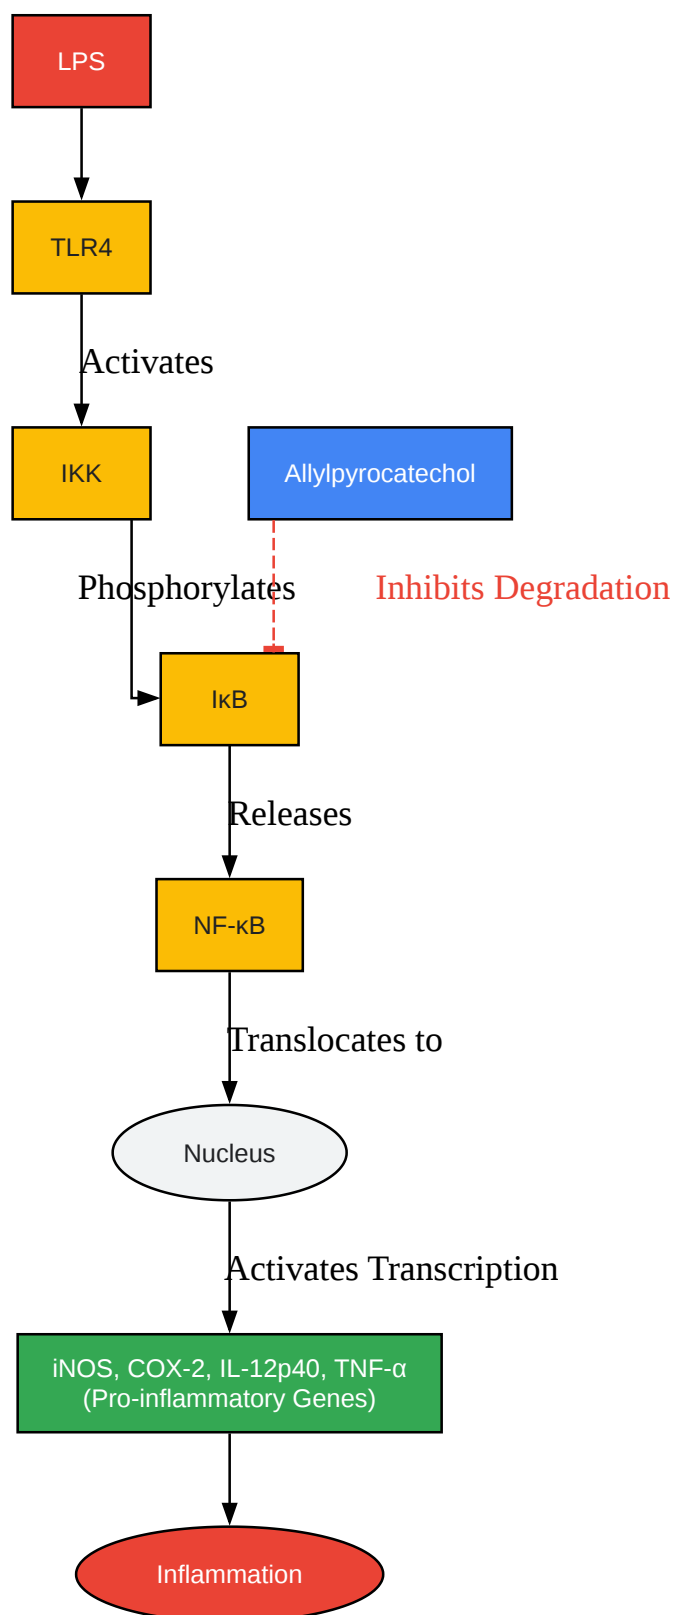 LPS
TLR4
Activates
IKK
Allylpyrocatechol
Phosphorylates
Inhibits Degradation
IκB
Releases
NF-κB
Translocates to
Nucleus
Activates Transcription
iNOS, COX-2, IL-12p40, TNF-α
(Pro-inflammatory Genes)
Inflammation